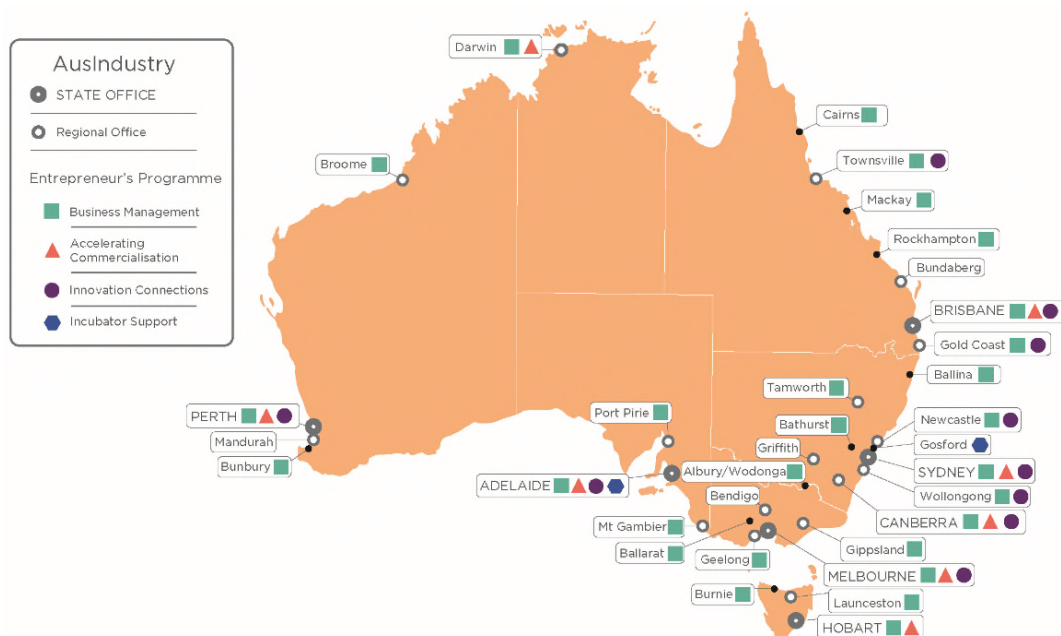 AusIndustry
STATE OFFICE
Regional Office
Entrepreneur's Programme
Business Management
Accelerating
Commercialisation
Innovation Connections
Incubator Support
Darwin
Broome
Cairns
Townsville
Mackay
Rockhampton
Bundaberg
BRISBANE
Gold Coast
Ballina
Tamworth
Bathurst
Newcastle
Gosford
SYDNEY
Wollongong
CANBERRA
Griffith
Port Pirie
PERTH
Mandurah
Bunbury
ADELAIDE
Albury/Wodonga
Bendigo
Mt Gambier
Ballarat
Geelong
Gippsland
MELBOURNE
Burnie
Launceston
HOBART